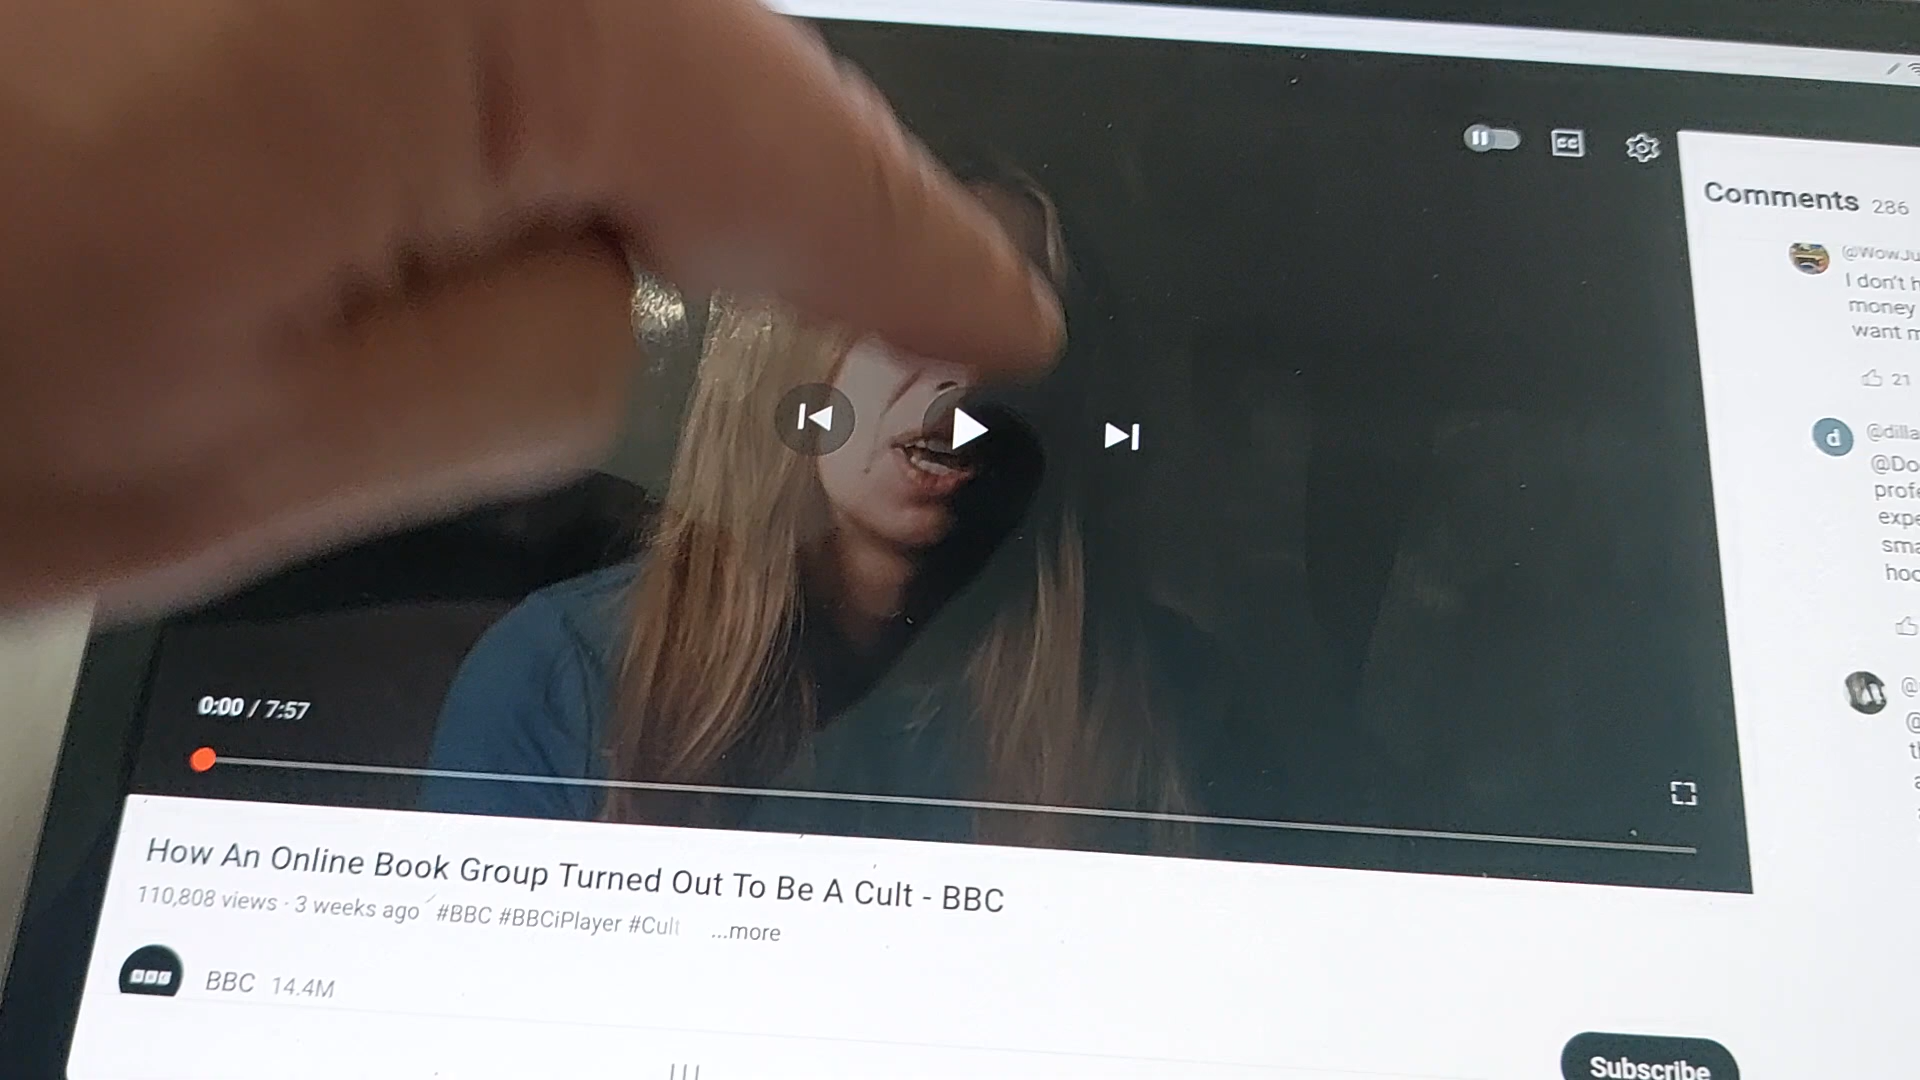 Comments 286
I don't
money
want
21
d
0:00 / 7:57
How An Online Book Group Turned Out To Be A Cult - BBC
110,808 views · 3 weeks ago #BBC #BBCiPlayer #Cult ...more
BBC
BBC 14.4M
Subscribe